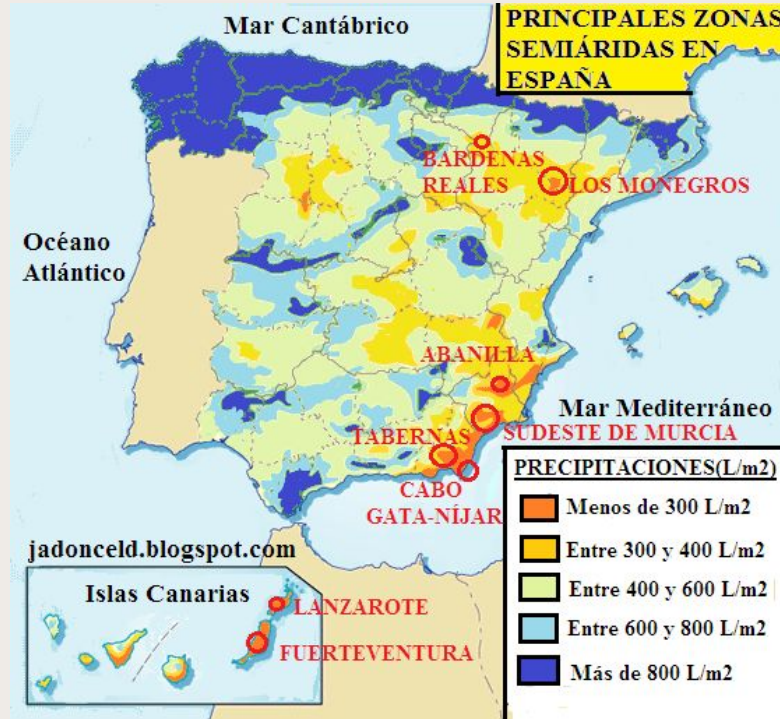 PRINCIPALES ZONAS
SEMIÁRIDAS EN
ESPAÑA
Mar Cantábrico
BARDENAS
REALES
LOS MONEGROS
Océano
Atlántico
ABANILLA
Mar Mediterráneo
TABERNAS
SUDESTE DE MURCIA
CABO
GATA-NÍJAR
jadonceld.blogspot.com
Islas Canarias
LANZAROTE
FUERTEVENTURA
PRECIPITACIONES(L/m2)
Menos de 300 L/m2
Entre 300 y 400 L/m2
Entre 400 y 600 L/m2
Entre 600 y 800 L/m2
Más de 800 L/m2